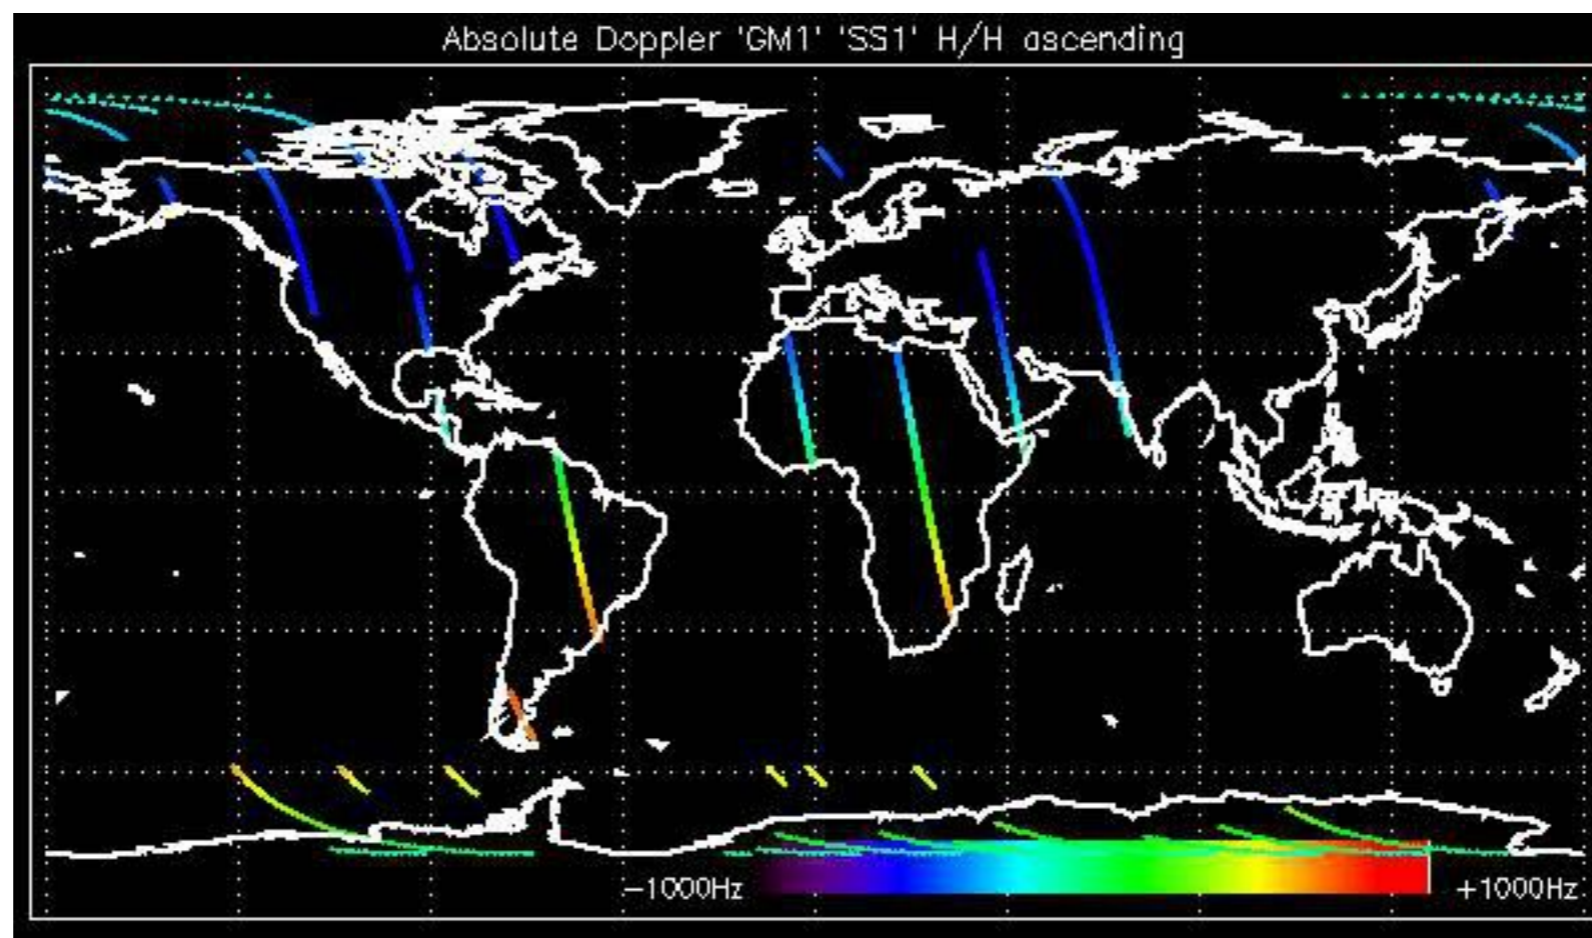 Absolute Doppler 'GM1' 'SS1' H/H ascending
-1000Hz
+1000Hz